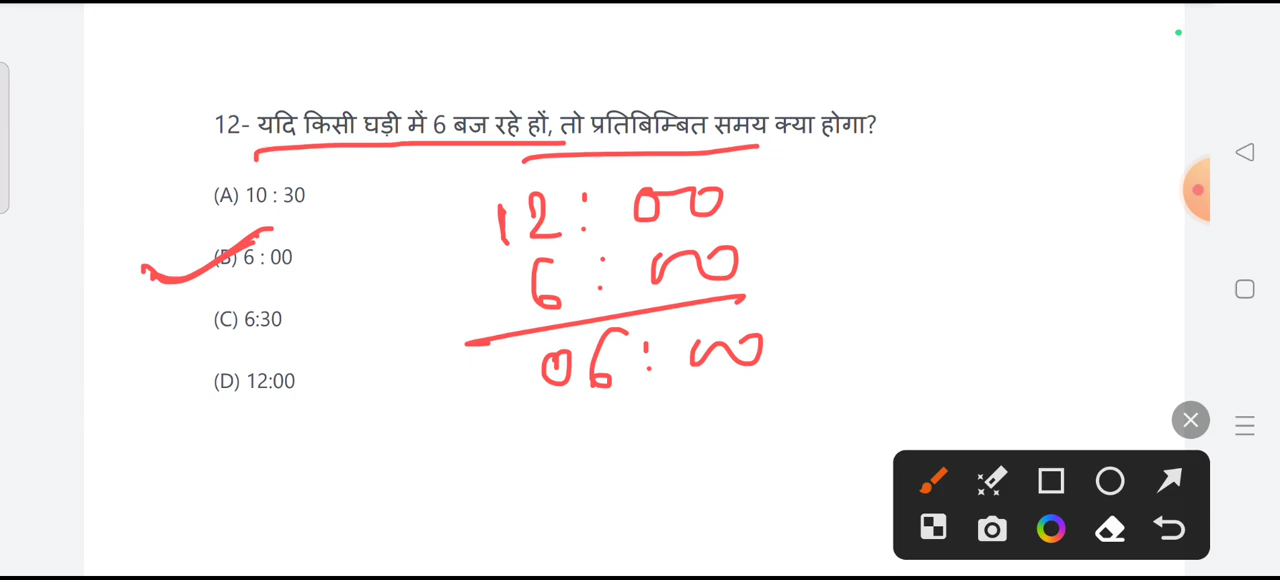 12- यदि किसी घड़ी में 6 बज रहे हों, तो प्रतिबिम्बित समय क्या होगा?
(A) 10 : 30
(B) 6 : 00
(C) 6:30
(D) 12:00
12 : 00
6 : 00
06 : 00